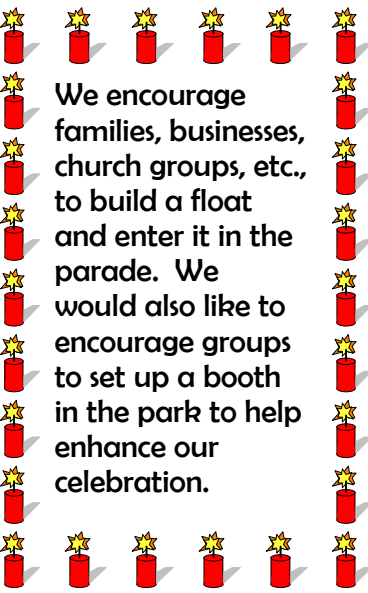 We encourage
families, businesses,
church groups, etc.,
to build a float
and enter it in the
parade.  We
would also like to
encourage groups
to set up a booth
in the park to help
enhance our
celebration.